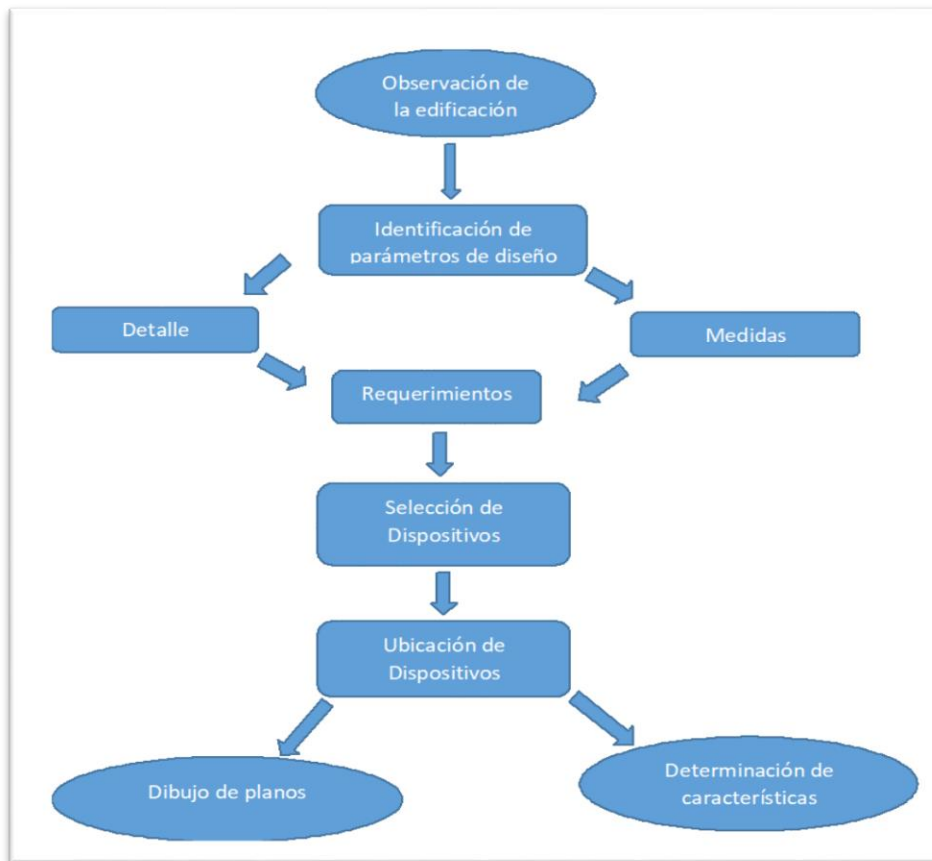 Observación de
la edificación
Identificación de
parámetros de diseño
Detalle
Medidas
Requerimientos
Selección de
Dispositivos
Ubicación de
Dispositivos
Dibujo de planos
Determinación de
características